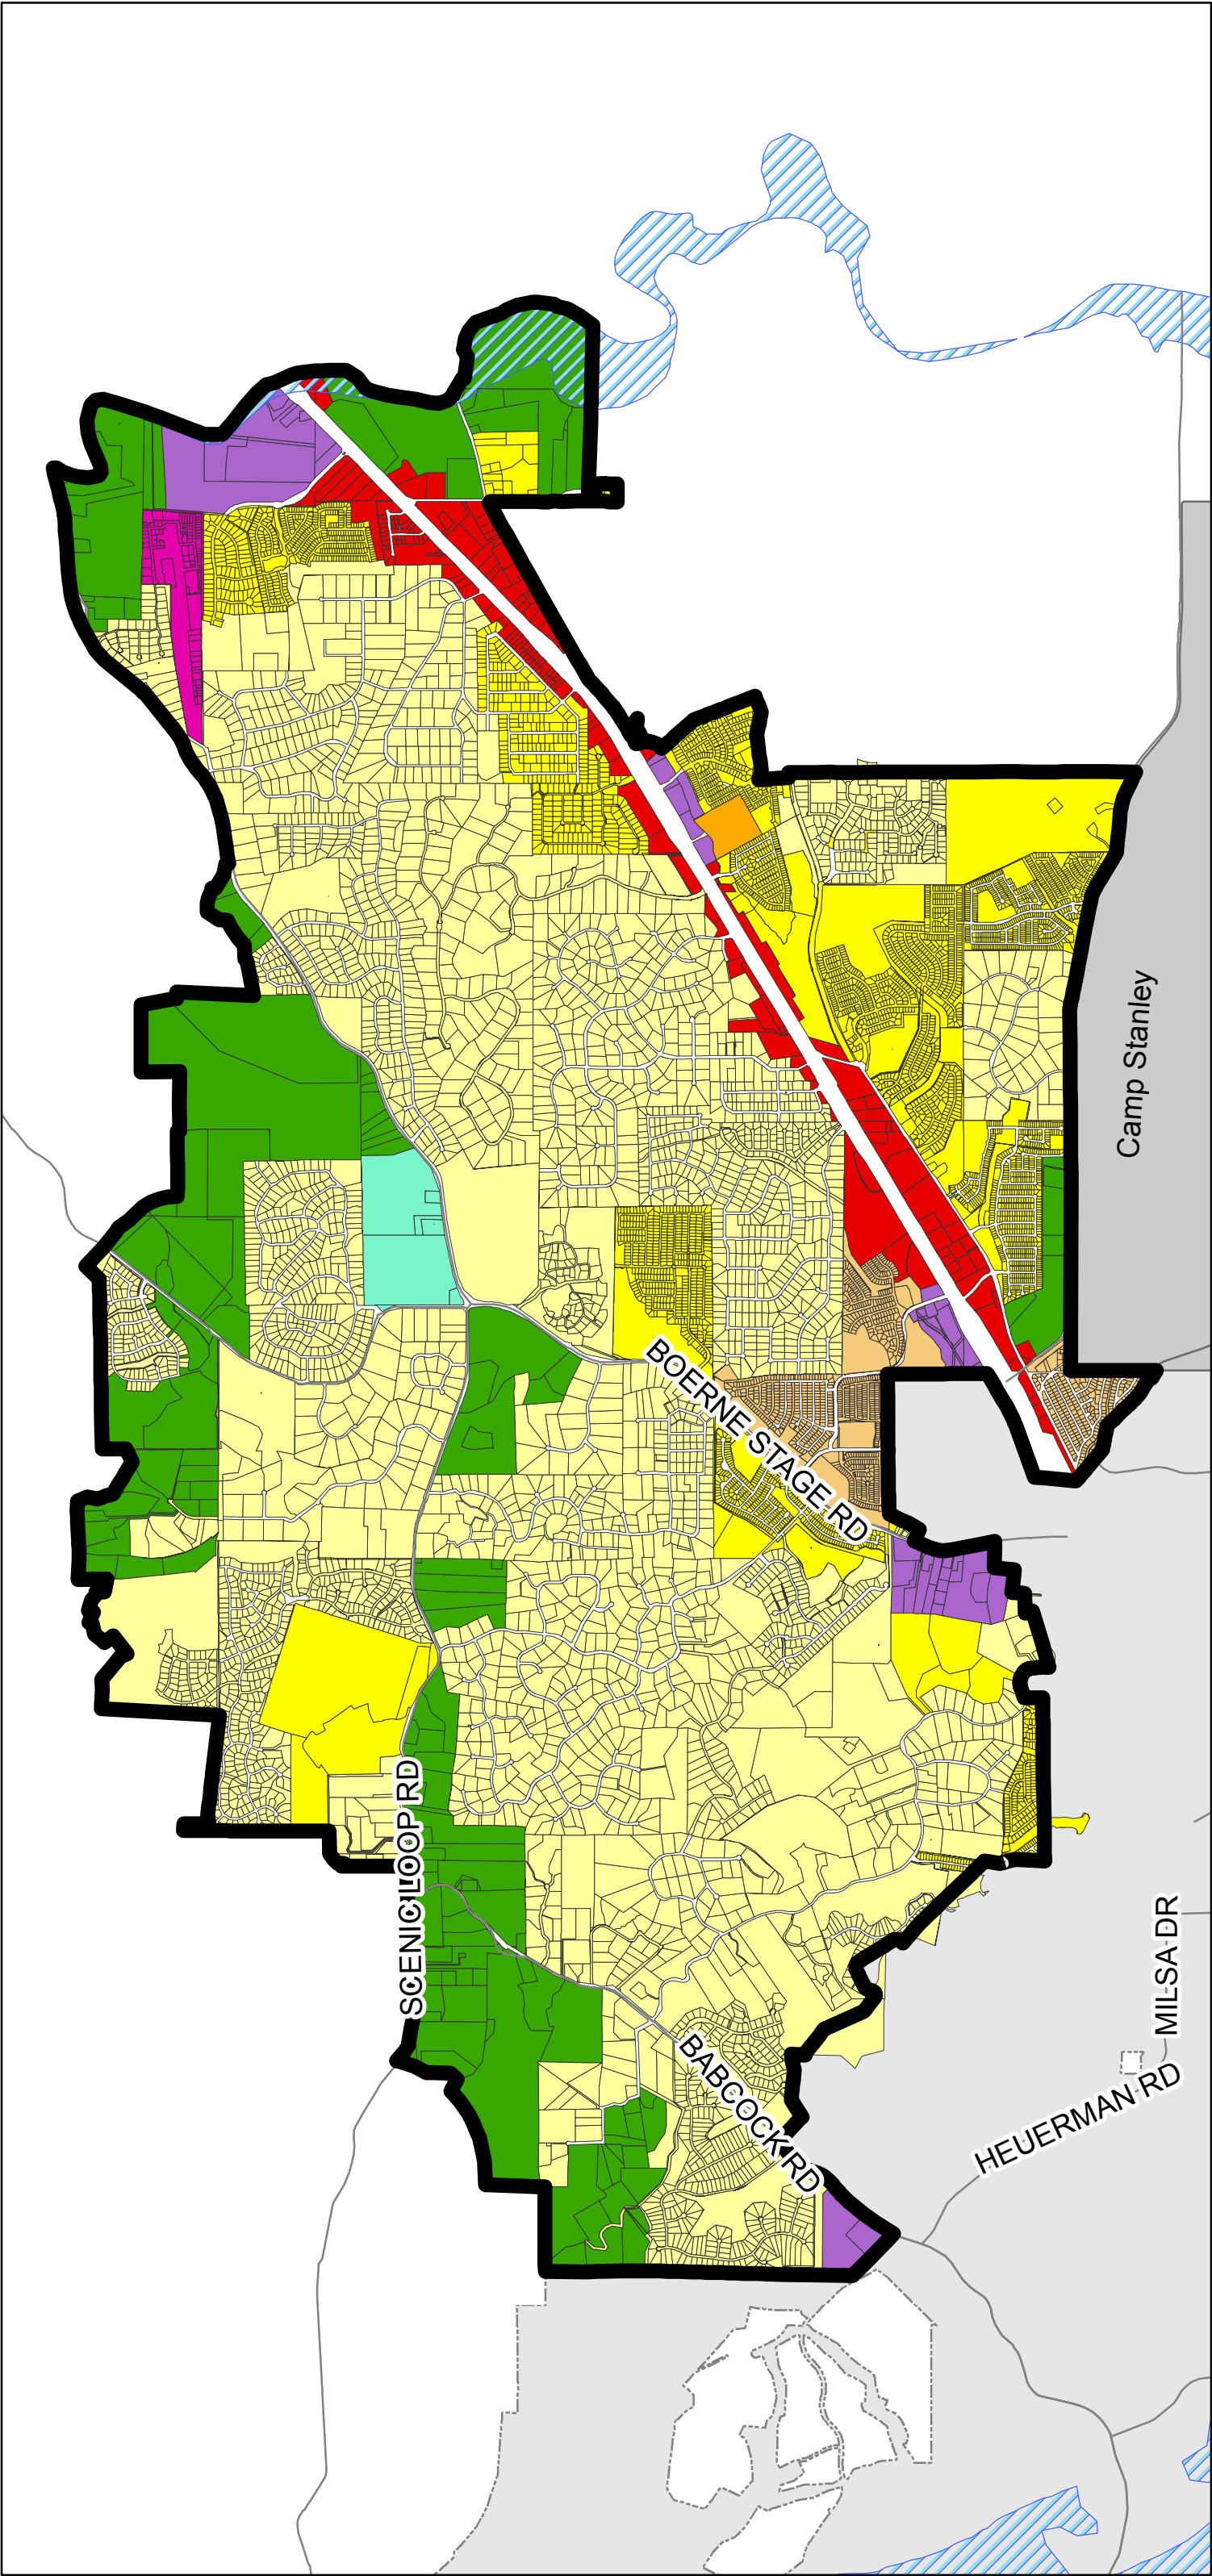 Camp Stanley
BOERNE STAGE RD
SCENIC LOOP RD
MILSA DR
BABCOCK RD
HEUERMAN RD